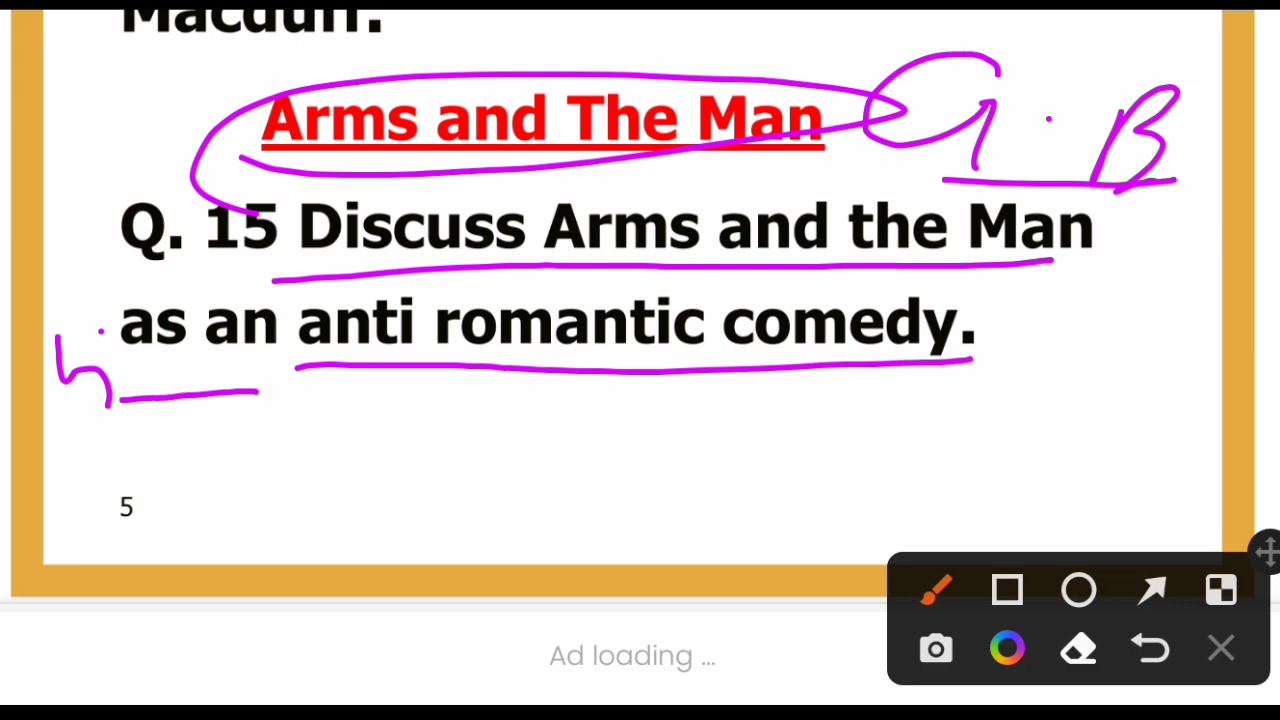 Macduff.
Arms and The Man
G. B
Q. 15 Discuss Arms and the Man
as an anti romantic comedy.
5
Ad loading ...